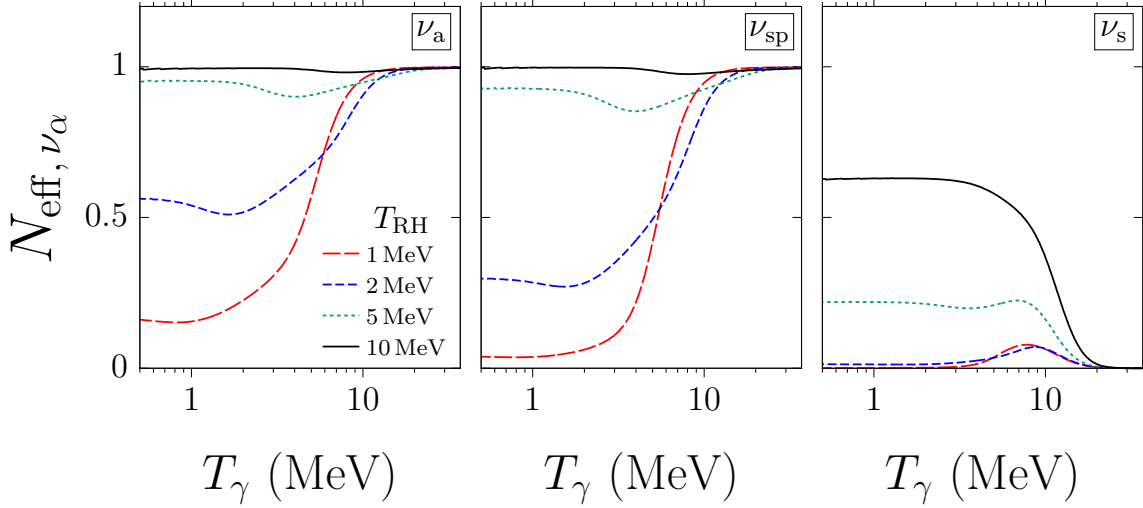 N_eff, ν_α
1
0.5
0
ν_a
T_RH
1 MeV
2 MeV
5 MeV
10 MeV
1 10
T_γ (MeV)
ν_sp
1 10
T_γ (MeV)
ν_s
1 10
T_γ (MeV)